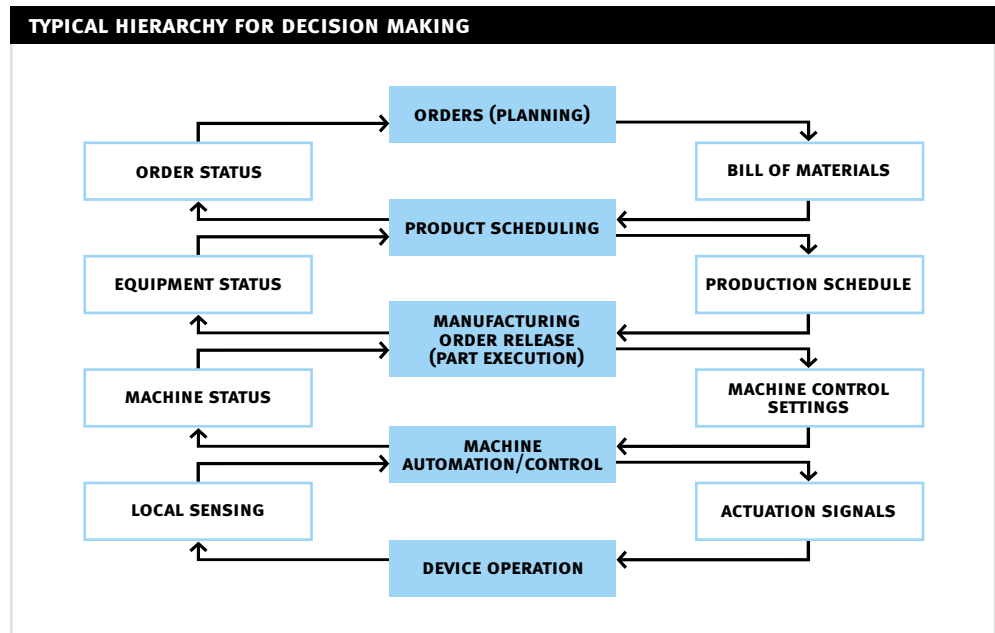 TYPICAL HIERARCHY FOR DECISION MAKING
ORDERS (PLANNING)
ORDER STATUS
BILL OF MATERIALS
PRODUCT SCHEDULING
EQUIPMENT STATUS
PRODUCTION SCHEDULE
MANUFACTURING
ORDER RELEASE
(PART EXECUTION)
MACHINE STATUS
MACHINE CONTROL
SETTINGS
MACHINE
AUTOMATION/CONTROL
LOCAL SENSING
ACTUATION SIGNALS
DEVICE OPERATION